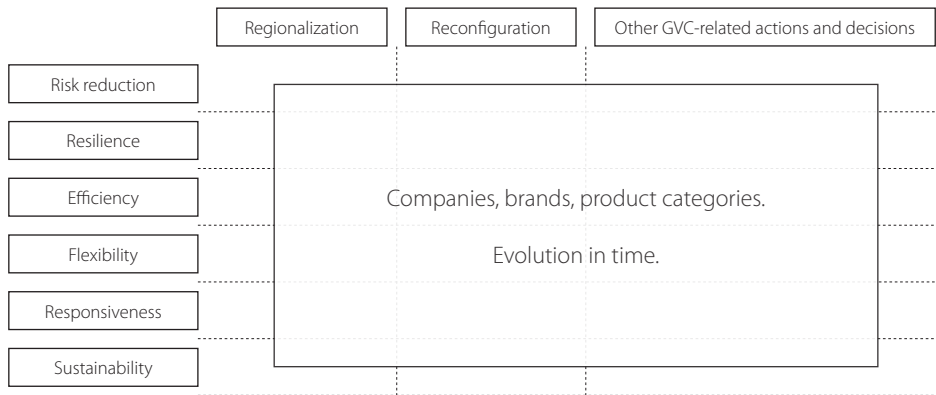 Regionalization
Reconfiguration
Other GVC-related actions and decisions
Risk reduction
Resilience
Efficiency
Flexibility
Responsiveness
Sustainability
Companies, brands, product categories.
Evolution in time.